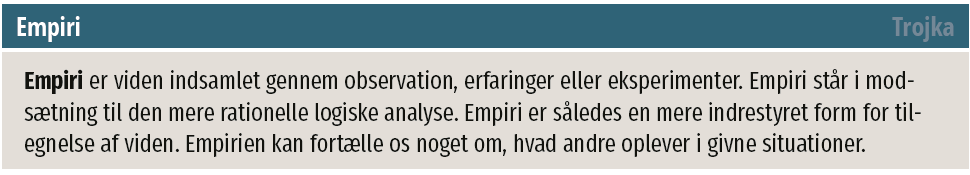 Empiri Trojka
Empiri er viden indsamlet gennem observation, erfaringer eller eksperimenter. Empiri står i mod-
sætning til den mere rationelle logiske analyse. Empiri er således en mere indrestyret form for til-
egnelse af viden. Empirien kan fortælle os noget om, hvad andre oplever i givne situationer.